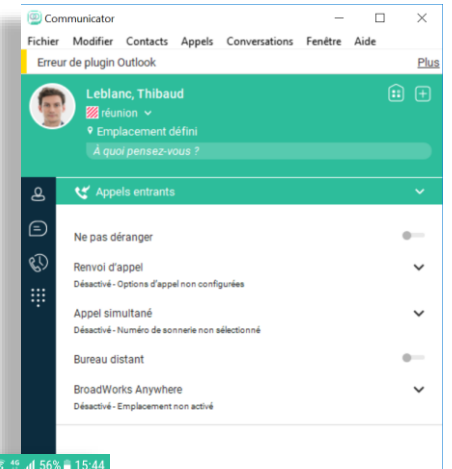 Communicator
Fichier Modifier Contacts Appels Conversations Fenêtre Aide
Erreur de plugin Outlook Plus
Leblanc, Thibaud
réunion
Emplacement défini
À quoi pensez-vous ?
Appels entrants
Ne pas déranger
Renvoi d'appel
Désactivé - Options d'appel non configurées
Appel simultané
Désactivé - Numéro de sonnerie non sélectionné
Bureau distant
BroadWorks Anywhere
Désactivé - Emplacement non activé
4G 56% 15:44